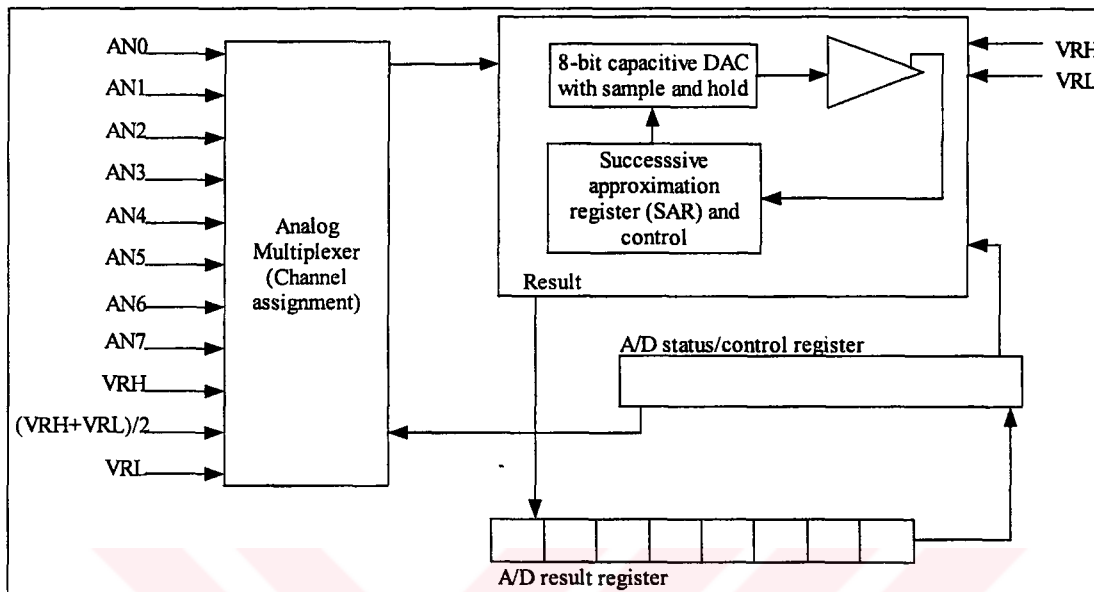 AN0
AN1
AN2
AN3
AN4
AN5
AN6
AN7
VRH
(VRH+VRL)/2
VRL
Analog
Multiplexer
(Channel
assignment)
8-bit capacitive DAC
with sample and hold
Successsive
approximation
register (SAR) and
control
Result
VRH
VRL
A/D status/control register
A/D result register